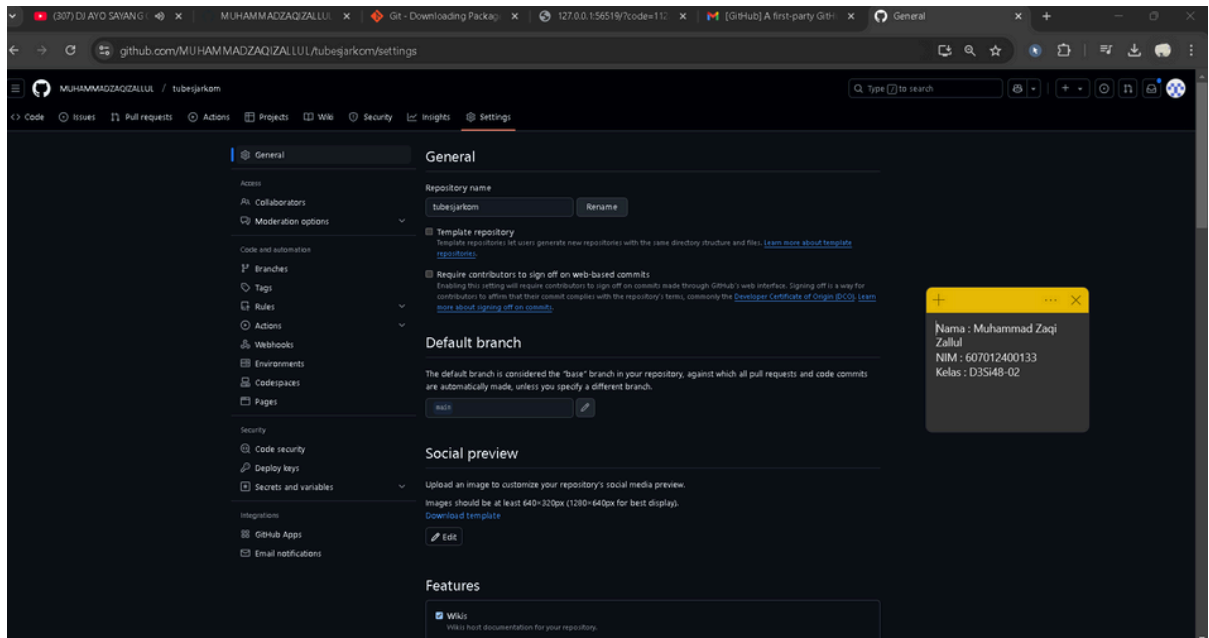 (307) DJ AYO SAYANG (
MUHAMMADZAQIZALLUL
Git - Downloading Packag
127.0.0.1:56519/?code=112
[GitHub] A first-party GitH
General
github.com/MUHAMMADZAQIZALLUL/tubesjarkom/settings
MUHAMMADZAQIZALLUL / tubesjarkom
Type / to search
Code Issues Pull requests Actions Projects Wiki Security Insights Settings
General
Access
Collaborators
Moderation options
Code and automation
Branches
Tags
Rules
Actions
Webhooks
Environments
Codespaces
Pages
Security
Code security
Deploy keys
Secrets and variables
Integrations
GitHub Apps
Email notifications
General
Repository name
tubesjarkom
Rename
Template repository
Template repositories let users generate new repositories with the same directory structure and files. Learn more about template
repositories.
Require contributors to sign off on web-based commits
Enabling this setting will require contributors to sign off on commits made through GitHub's web interface. Signing off is a way for
contributors to affirm that their commit complies with the repository's terms, commonly the Developer Certificate of Origin (DCO). Learn
more about signing off on commits.
Default branch
The default branch is considered the "base" branch in your repository, against which all pull requests and code commits
are automatically made, unless you specify a different branch.
main
Social preview
Upload an image to customize your repository's social media preview.
Images should be at least 640×320px (1280×640px for best display).
Download template
Edit
Features
Wikis
Wikis host documentation for your repository.
Nama : Muhammad Zaqi
Zallul
NIM : 607012400133
Kelas : D3Si48-02